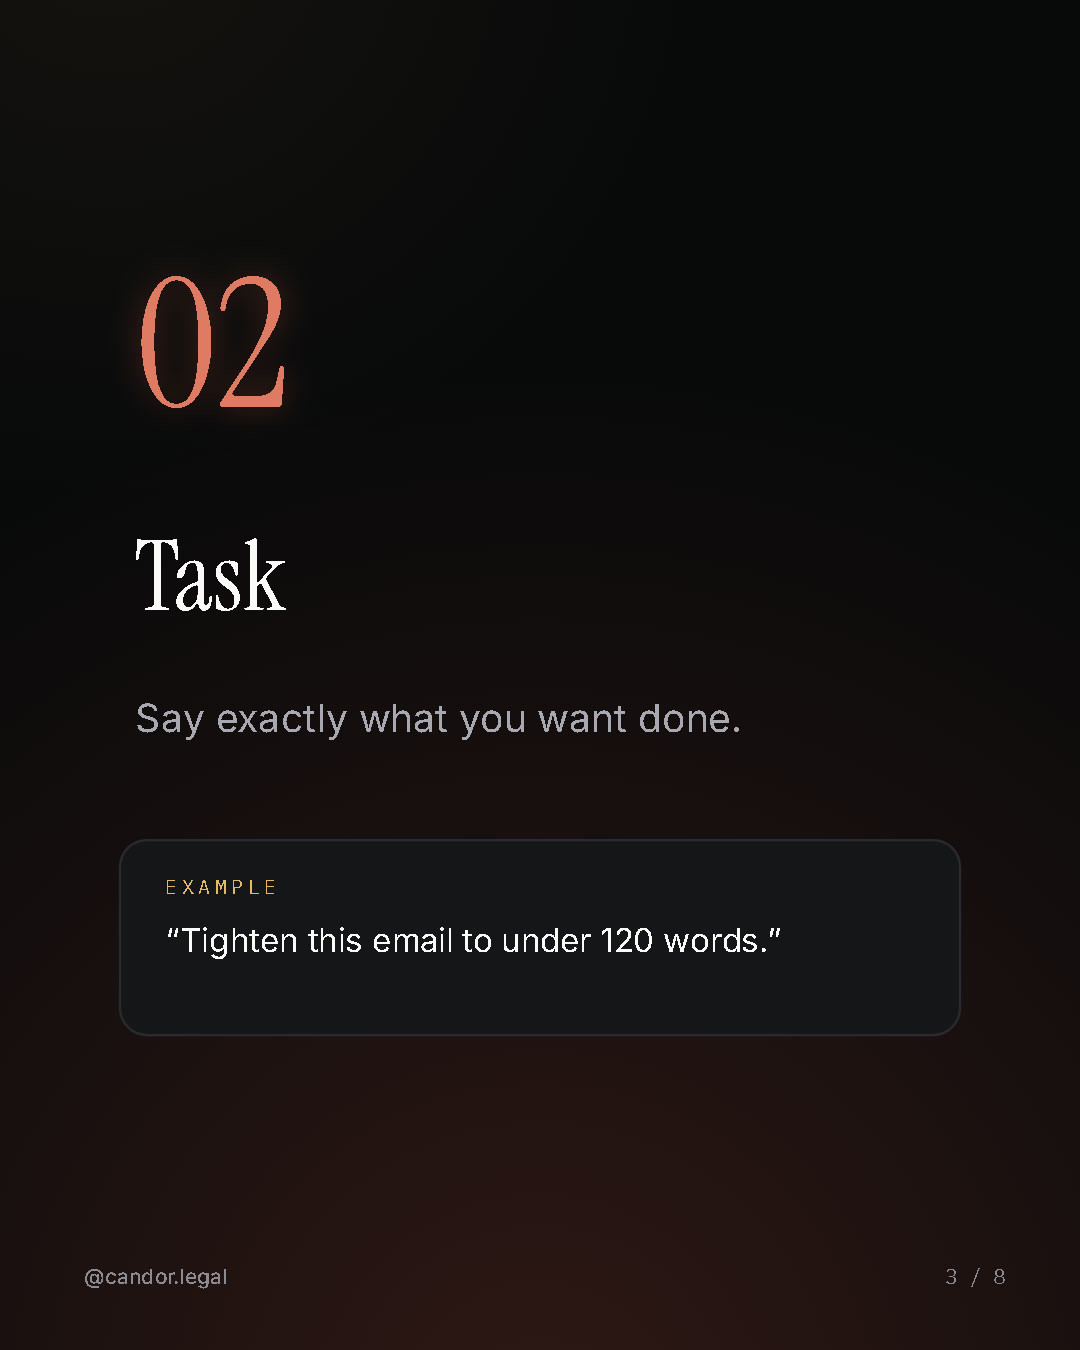 02
Task
Say exactly what you want done.
EXAMPLE
“Tighten this email to under 120 words.”
@candor.legal
3 / 8